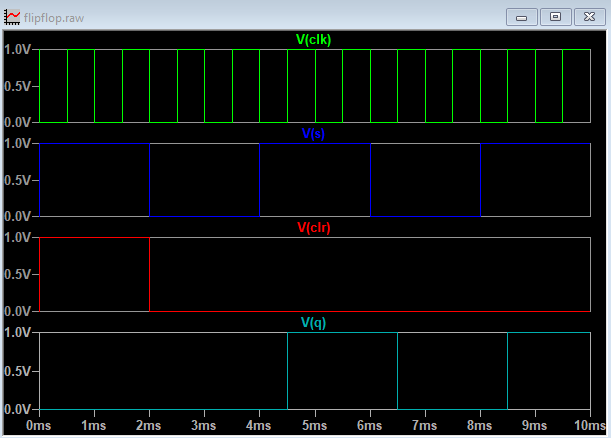 flipflop.raw
V(clk)
1.0V
0.5V
0.0V
V(s)
1.0V
0.5V
0.0V
V(clr)
1.0V
0.5V
0.0V
V(q)
1.0V
0.5V
0.0V
0ms 1ms 2ms 3ms 4ms 5ms 6ms 7ms 8ms 9ms 10ms